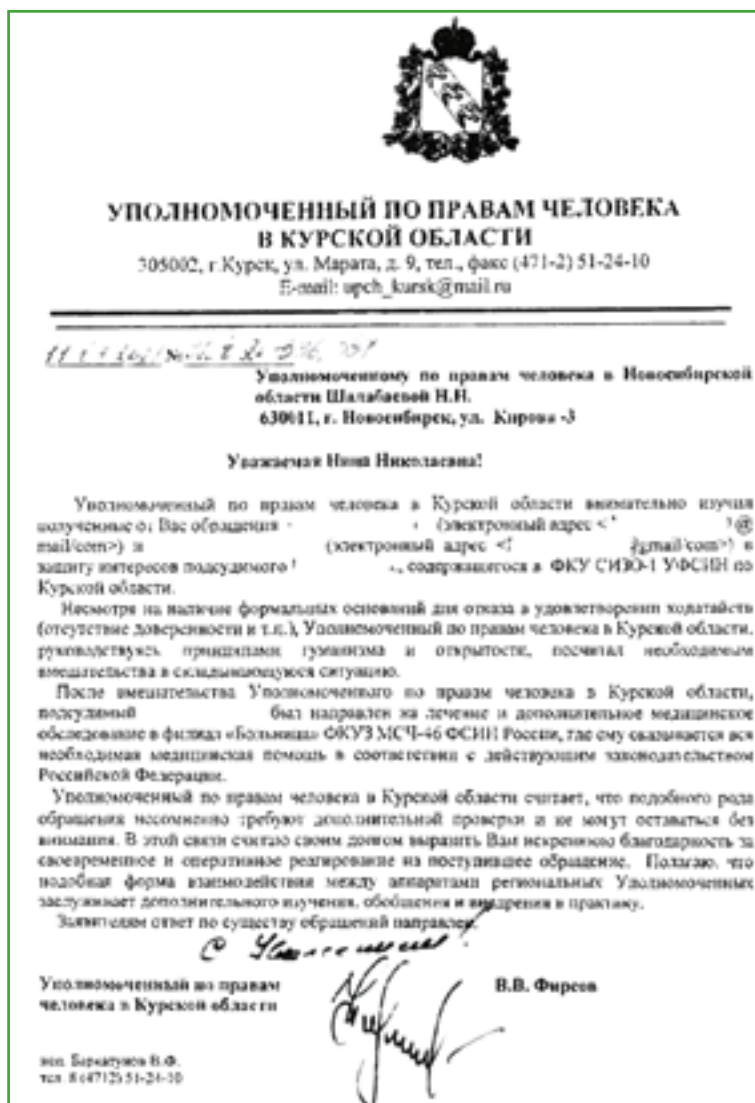 УПОЛНОМОЧЕННЫЙ ПО ПРАВАМ ЧЕЛОВЕКА
В КУРСКОЙ ОБЛАСТИ
305002, г.Курск, ул. Марата, д. 9, тел., факс (471-2) 51-24-10
E-mail: upch_kursk@mail.ru
№
Уполномоченному по правам человека в Новосибирской
области Шалабаевой Н.Н.
630011, г. Новосибирск, ул. Кирова -3
Уважаемая Нина Николаевна!
Уполномоченный по правам человека в Курской области внимательно изучил
полученные от Вас обращения (электронный адрес < @
mail/com>) и (электронный адрес < gmail/com>) в
защиту интересов подсудимого , содержащегося в ФКУ СИЗО-1 УФСИН по
Курской области.
Несмотря на наличие формальных оснований для отказа в удовлетворении ходатайств
(отсутствие доверенности и т.п.), Уполномоченный по правам человека в Курской области,
руководствуясь принципами гуманизма и открытости, посчитал необходимым
вмешательства в складывающуюся ситуацию.
После вмешательства Уполномоченного по правам человека в Курской области,
подсудимый был направлен на лечение и дополнительное медицинское
обследование в филиал «Больница» ФКУЗ МСЧ-46 ФСИН России, где ему оказывается вся
необходимая медицинская помощь в соответствии с действующим законодательством
Российской Федерации.
Уполномоченный по правам человека в Курской области считает, что подобного рода
обращения несомненно требуют дополнительной проверки и не могут оставаться без
внимания. В этой связи считаю своим долгом выразить Вам искреннюю благодарность за
своевременное и оперативное реагирование на поступившее обращение. Полагаю, что
подобная форма взаимодействия между аппаратами региональных Уполномоченных
заслуживает дополнительного изучения, обобщения и внедрения в практику.
Заявителям ответ по существу обращений направлен.
С уважением!
Уполномоченный по правам
человека в Курской области
В.В. Фирсов
исп. В.Ф.
тел. 8 (4712) 51-24-10